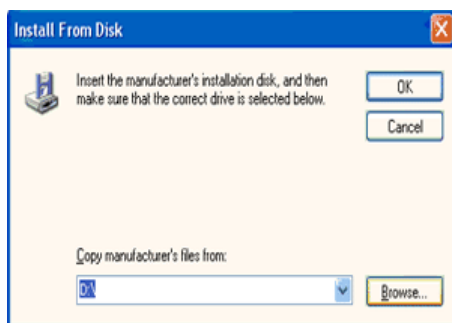 Install From Disk
Insert the manufacturer's installation disk, and then
make sure that the correct drive is selected below.
OK
Cancel
Copy manufacturer's files from:
D:\
Browse...